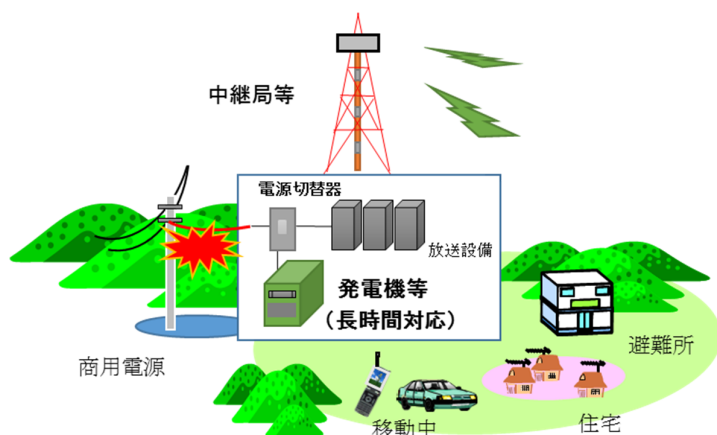 中継局等
電源切替器
放送設備
発電機等
（長時間対応）
商用電源
避難所
移動中
住宅